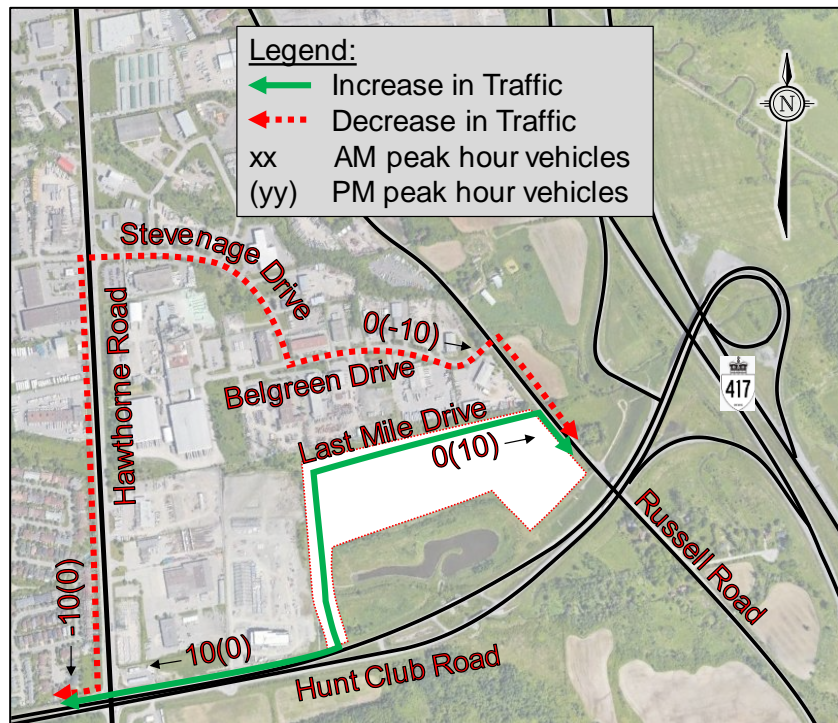 Legend:
Increase in Traffic
Decrease in Traffic
xx AM peak hour vehicles
(yy) PM peak hour vehicles
N
Stevenage Drive
0(-10)
Hawthorne Road
Belgreen Drive
417
Last Mile Drive
0(10)
Russell Road
-10(0)
10(0)
Hunt Club Road